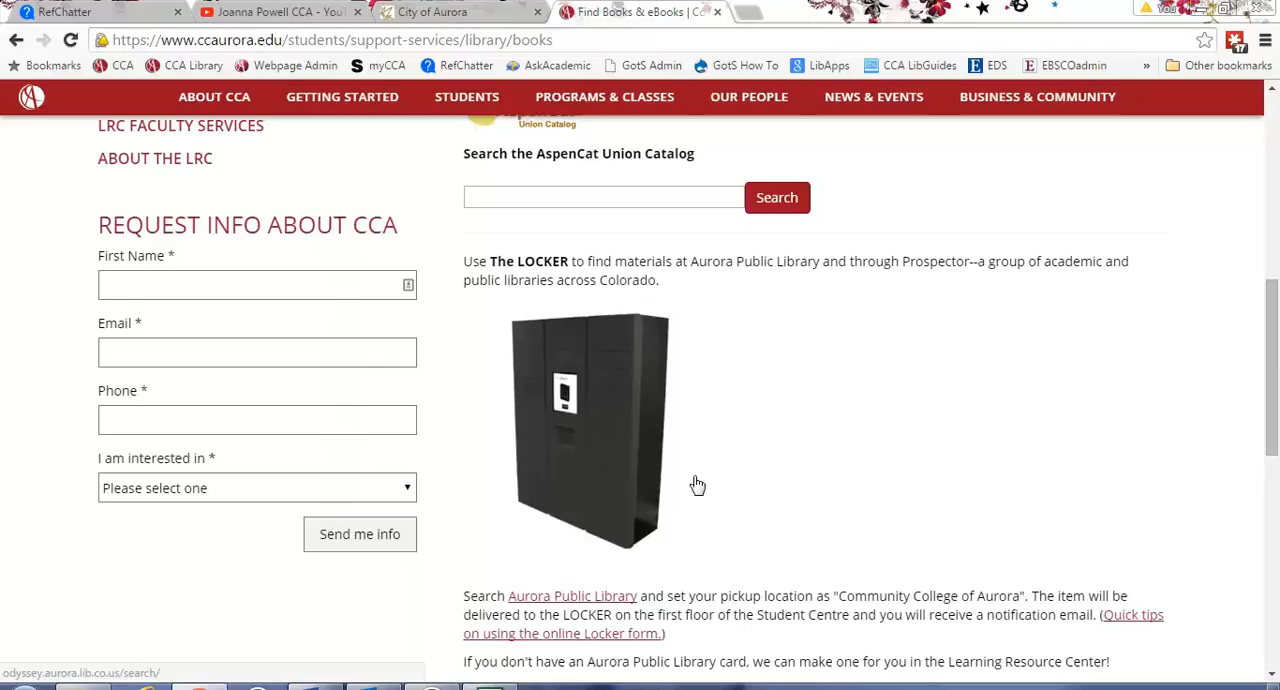 RefChatter × Joanna Powell CCA - You × City of Aurora × Find Books & eBooks | Co × You
https://www.ccaurora.edu/students/support-services/library/books
17
Bookmarks CCA CCA Library Webpage Admin myCCA RefChatter AskAcademic GotS Admin GotS How To LibApps CCA LibGuides EDS EBSCOadmin » Other bookmarks
ABOUT CCA GETTING STARTED STUDENTS PROGRAMS & CLASSES OUR PEOPLE NEWS & EVENTS BUSINESS & COMMUNITY
LRC FACULTY SERVICES
ABOUT THE LRC
REQUEST INFO ABOUT CCA
First Name *
Email *
Phone *
I am interested in *
Please select one
Send me info
Union Catalog
Search the AspenCat Union Catalog
Search
Use The LOCKER to find materials at Aurora Public Library and through Prospector--a group of academic and
public libraries across Colorado.
Search Aurora Public Library and set your pickup location as "Community College of Aurora". The item will be
delivered to the LOCKER on the first floor of the Student Centre and you will receive a notification email. (Quick tips
on using the online Locker form.)
If you don't have an Aurora Public Library card, we can make one for you in the Learning Resource Center!
odyssey.aurora.lib.co.us/search/